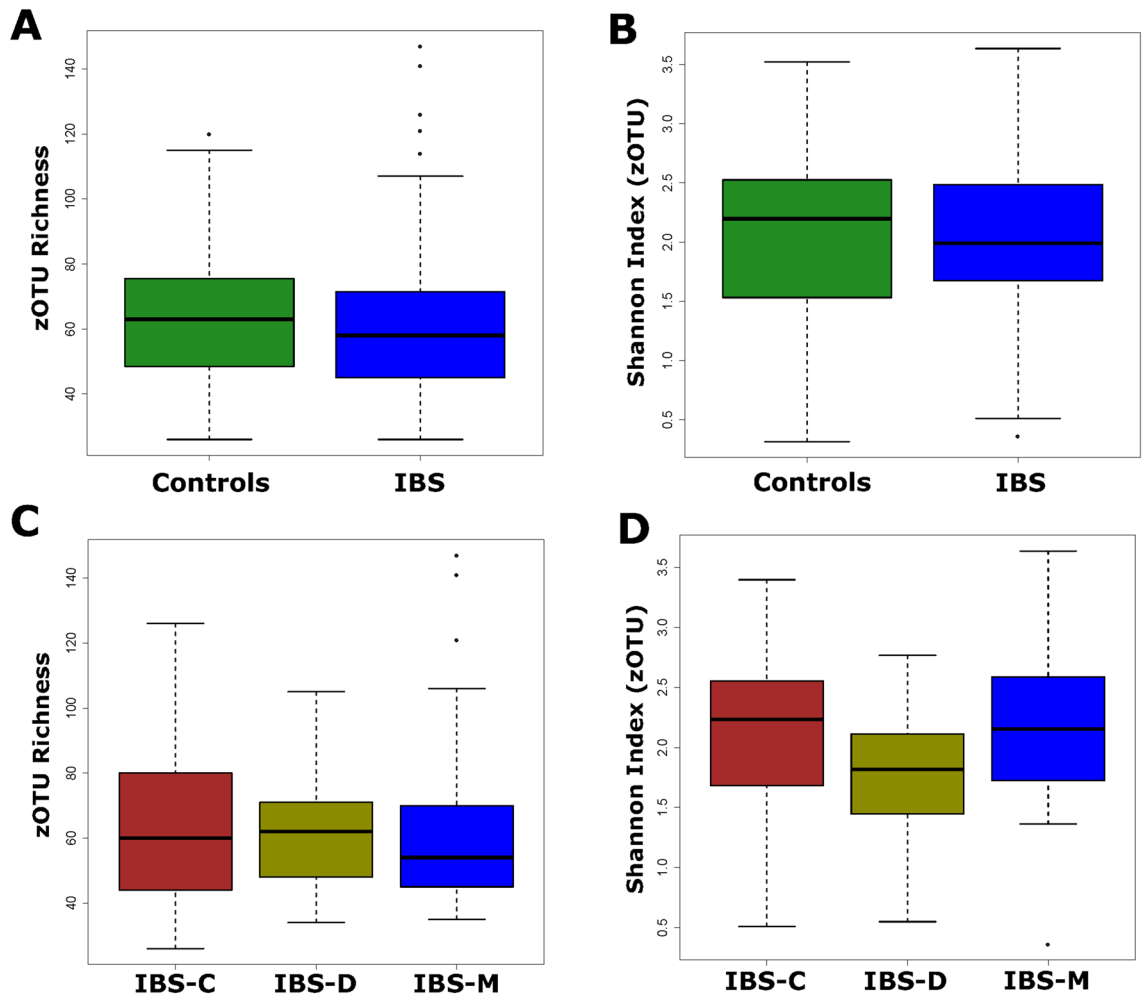 A
zOTU Richness
140
120
100
80
60
40
Controls IBS
B
Shannon Index (zOTU)
3.5
3.0
2.5
2.0
1.5
1.0
0.5
Controls IBS
C
zOTU Richness
140
120
100
80
60
40
IBS-C IBS-D IBS-M
D
Shannon Index (zOTU)
3.5
3.0
2.5
2.0
1.5
1.0
0.5
IBS-C IBS-D IBS-M